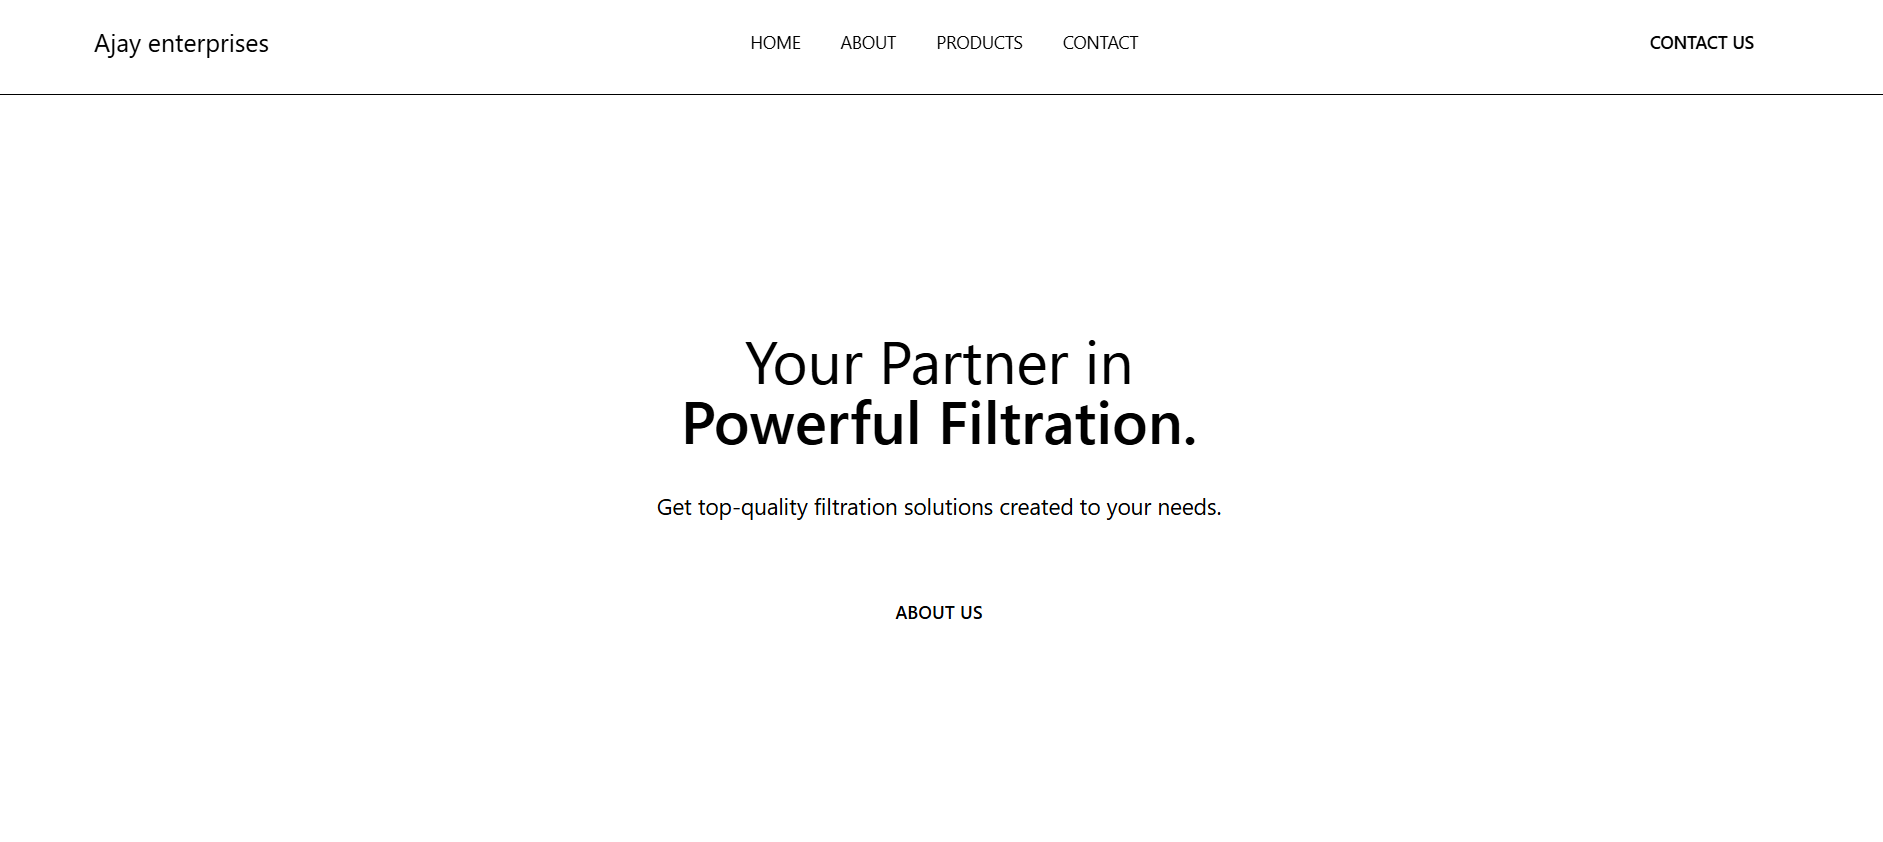 Ajay enterprises
HOME ABOUT PRODUCTS CONTACT
CONTACT US
Your Partner in
Powerful Filtration.
Get top-quality filtration solutions created to your needs.
ABOUT US